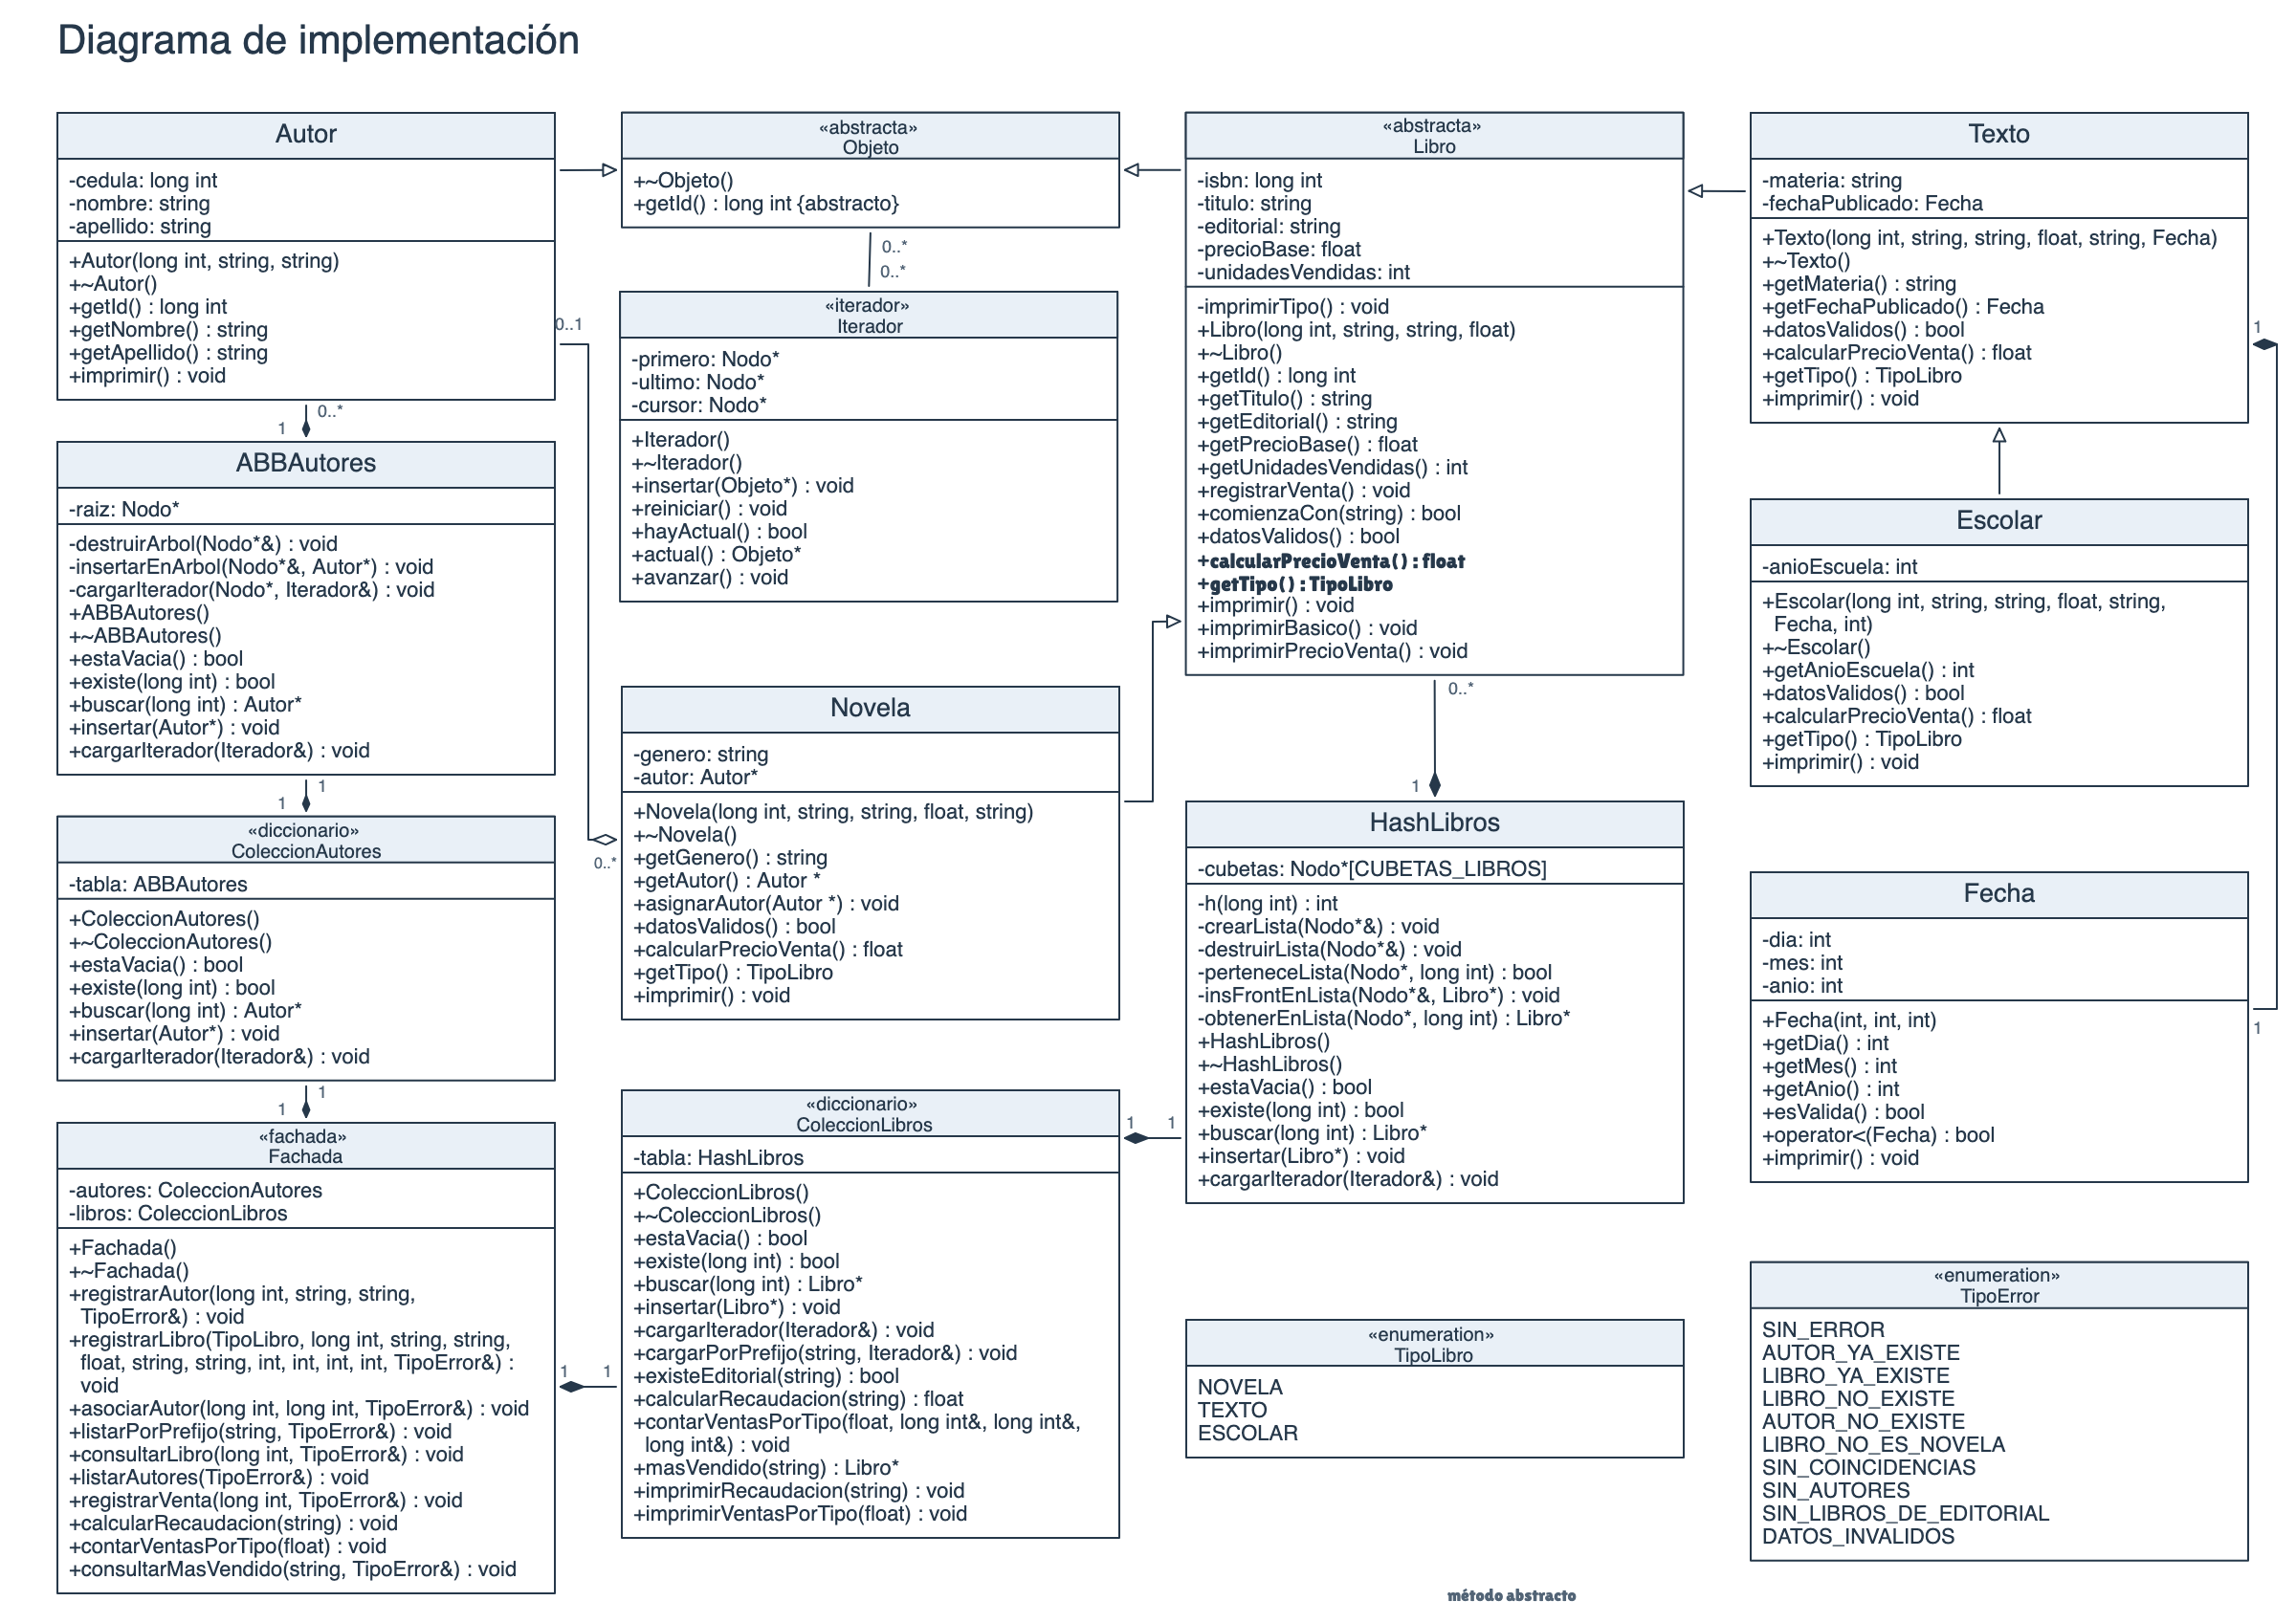 Diagrama de implementación
Autor
-cedula: long int
-nombre: string
-apellido: string
+Autor(long int, string, string)
+~Autor()
+getId() : long int
+getNombre() : string
+getApellido() : string
+imprimir() : void
0..1
0..*
1
ABBAutores
-raiz: Nodo*
-destruirArbol(Nodo*&) : void
-insertarEnArbol(Nodo*&, Autor*) : void
-cargarIterador(Nodo*, Iterador&) : void
+ABBAutores()
+~ABBAutores()
+estaVacia() : bool
+existe(long int) : bool
+buscar(long int) : Autor*
+insertar(Autor*) : void
+cargarIterador(Iterador&) : void
1
1
«diccionario»
ColeccionAutores
-tabla: ABBAutores
+ColeccionAutores()
+~ColeccionAutores()
+estaVacia() : bool
+existe(long int) : bool
+buscar(long int) : Autor*
+insertar(Autor*) : void
+cargarIterador(Iterador&) : void
1
1
«fachada»
Fachada
-autores: ColeccionAutores
-libros: ColeccionLibros
+Fachada()
+~Fachada()
+registrarAutor(long int, string, string,
TipoError&) : void
+registrarLibro(TipoLibro, long int, string, string,
float, string, string, int, int, int, int, TipoError&) :
void
+asociarAutor(long int, long int, TipoError&) : void
+listarPorPrefijo(string, TipoError&) : void
+consultarLibro(long int, TipoError&) : void
+listarAutores(TipoError&) : void
+registrarVenta(long int, TipoError&) : void
+calcularRecaudacion(string) : void
+contarVentasPorTipo(float) : void
+consultarMasVendido(string, TipoError&) : void
1
1
«abstracta»
Objeto
+~Objeto()
+getId() : long int {abstracto}
0..*
0..*
«iterador»
Iterador
-primero: Nodo*
-ultimo: Nodo*
-cursor: Nodo*
+Iterador()
+~Iterador()
+insertar(Objeto*) : void
+reiniciar() : void
+hayActual() : bool
+actual() : Objeto*
+avanzar() : void
Novela
-genero: string
-autor: Autor*
+Novela(long int, string, string, float, string)
+~Novela()
+getGenero() : string
+getAutor() : Autor *
+asignarAutor(Autor *) : void
+datosValidos() : bool
+calcularPrecioVenta() : float
+getTipo() : TipoLibro
+imprimir() : void
0..*
«diccionario»
ColeccionLibros
-tabla: HashLibros
+ColeccionLibros()
+~ColeccionLibros()
+estaVacia() : bool
+existe(long int) : bool
+buscar(long int) : Libro*
+insertar(Libro*) : void
+cargarIterador(Iterador&) : void
+cargarPorPrefijo(string, Iterador&) : void
+existeEditorial(string) : bool
+calcularRecaudacion(string) : float
+contarVentasPorTipo(float, long int&, long int&,
long int&) : void
+masVendido(string) : Libro*
+imprimirRecaudacion(string) : void
+imprimirVentasPorTipo(float) : void
1
1
«abstracta»
Libro
-isbn: long int
-titulo: string
-editorial: string
-precioBase: float
-unidadesVendidas: int
-imprimirTipo() : void
+Libro(long int, string, string, float)
+~Libro()
+getId() : long int
+getTitulo() : string
+getEditorial() : string
+getPrecioBase() : float
+getUnidadesVendidas() : int
+registrarVenta() : void
+comienzaCon(string) : bool
+datosValidos() : bool
+calcularPrecioVenta() : float
+getTipo() : TipoLibro
+imprimir() : void
+imprimirBasico() : void
+imprimirPrecioVenta() : void
0..*
1
HashLibros
-cubetas: Nodo*[CUBETAS_LIBROS]
-h(long int) : int
-crearLista(Nodo*&) : void
-destruirLista(Nodo*&) : void
-perteneceLista(Nodo*, long int) : bool
-insFrontEnLista(Nodo*&, Libro*) : void
-obtenerEnLista(Nodo*, long int) : Libro*
+HashLibros()
+~HashLibros()
+estaVacia() : bool
+existe(long int) : bool
+buscar(long int) : Libro*
+insertar(Libro*) : void
+cargarIterador(Iterador&) : void
«enumeration»
TipoLibro
NOVELA
TEXTO
ESCOLAR
método abstracto
Texto
-materia: string
-fechaPublicado: Fecha
+Texto(long int, string, string, float, string, Fecha)
+~Texto()
+getMateria() : string
+getFechaPublicado() : Fecha
+datosValidos() : bool
+calcularPrecioVenta() : float
+getTipo() : TipoLibro
+imprimir() : void
1
Escolar
-anioEscuela: int
+Escolar(long int, string, string, float, string,
Fecha, int)
+~Escolar()
+getAnioEscuela() : int
+datosValidos() : bool
+calcularPrecioVenta() : float
+getTipo() : TipoLibro
+imprimir() : void
Fecha
-dia: int
-mes: int
-anio: int
+Fecha(int, int, int)
+getDia() : int
+getMes() : int
+getAnio() : int
+esValida() : bool
+operator<(Fecha) : bool
+imprimir() : void
1
«enumeration»
TipoError
SIN_ERROR
AUTOR_YA_EXISTE
LIBRO_YA_EXISTE
LIBRO_NO_EXISTE
AUTOR_NO_EXISTE
LIBRO_NO_ES_NOVELA
SIN_COINCIDENCIAS
SIN_AUTORES
SIN_LIBROS_DE_EDITORIAL
DATOS_INVALIDOS